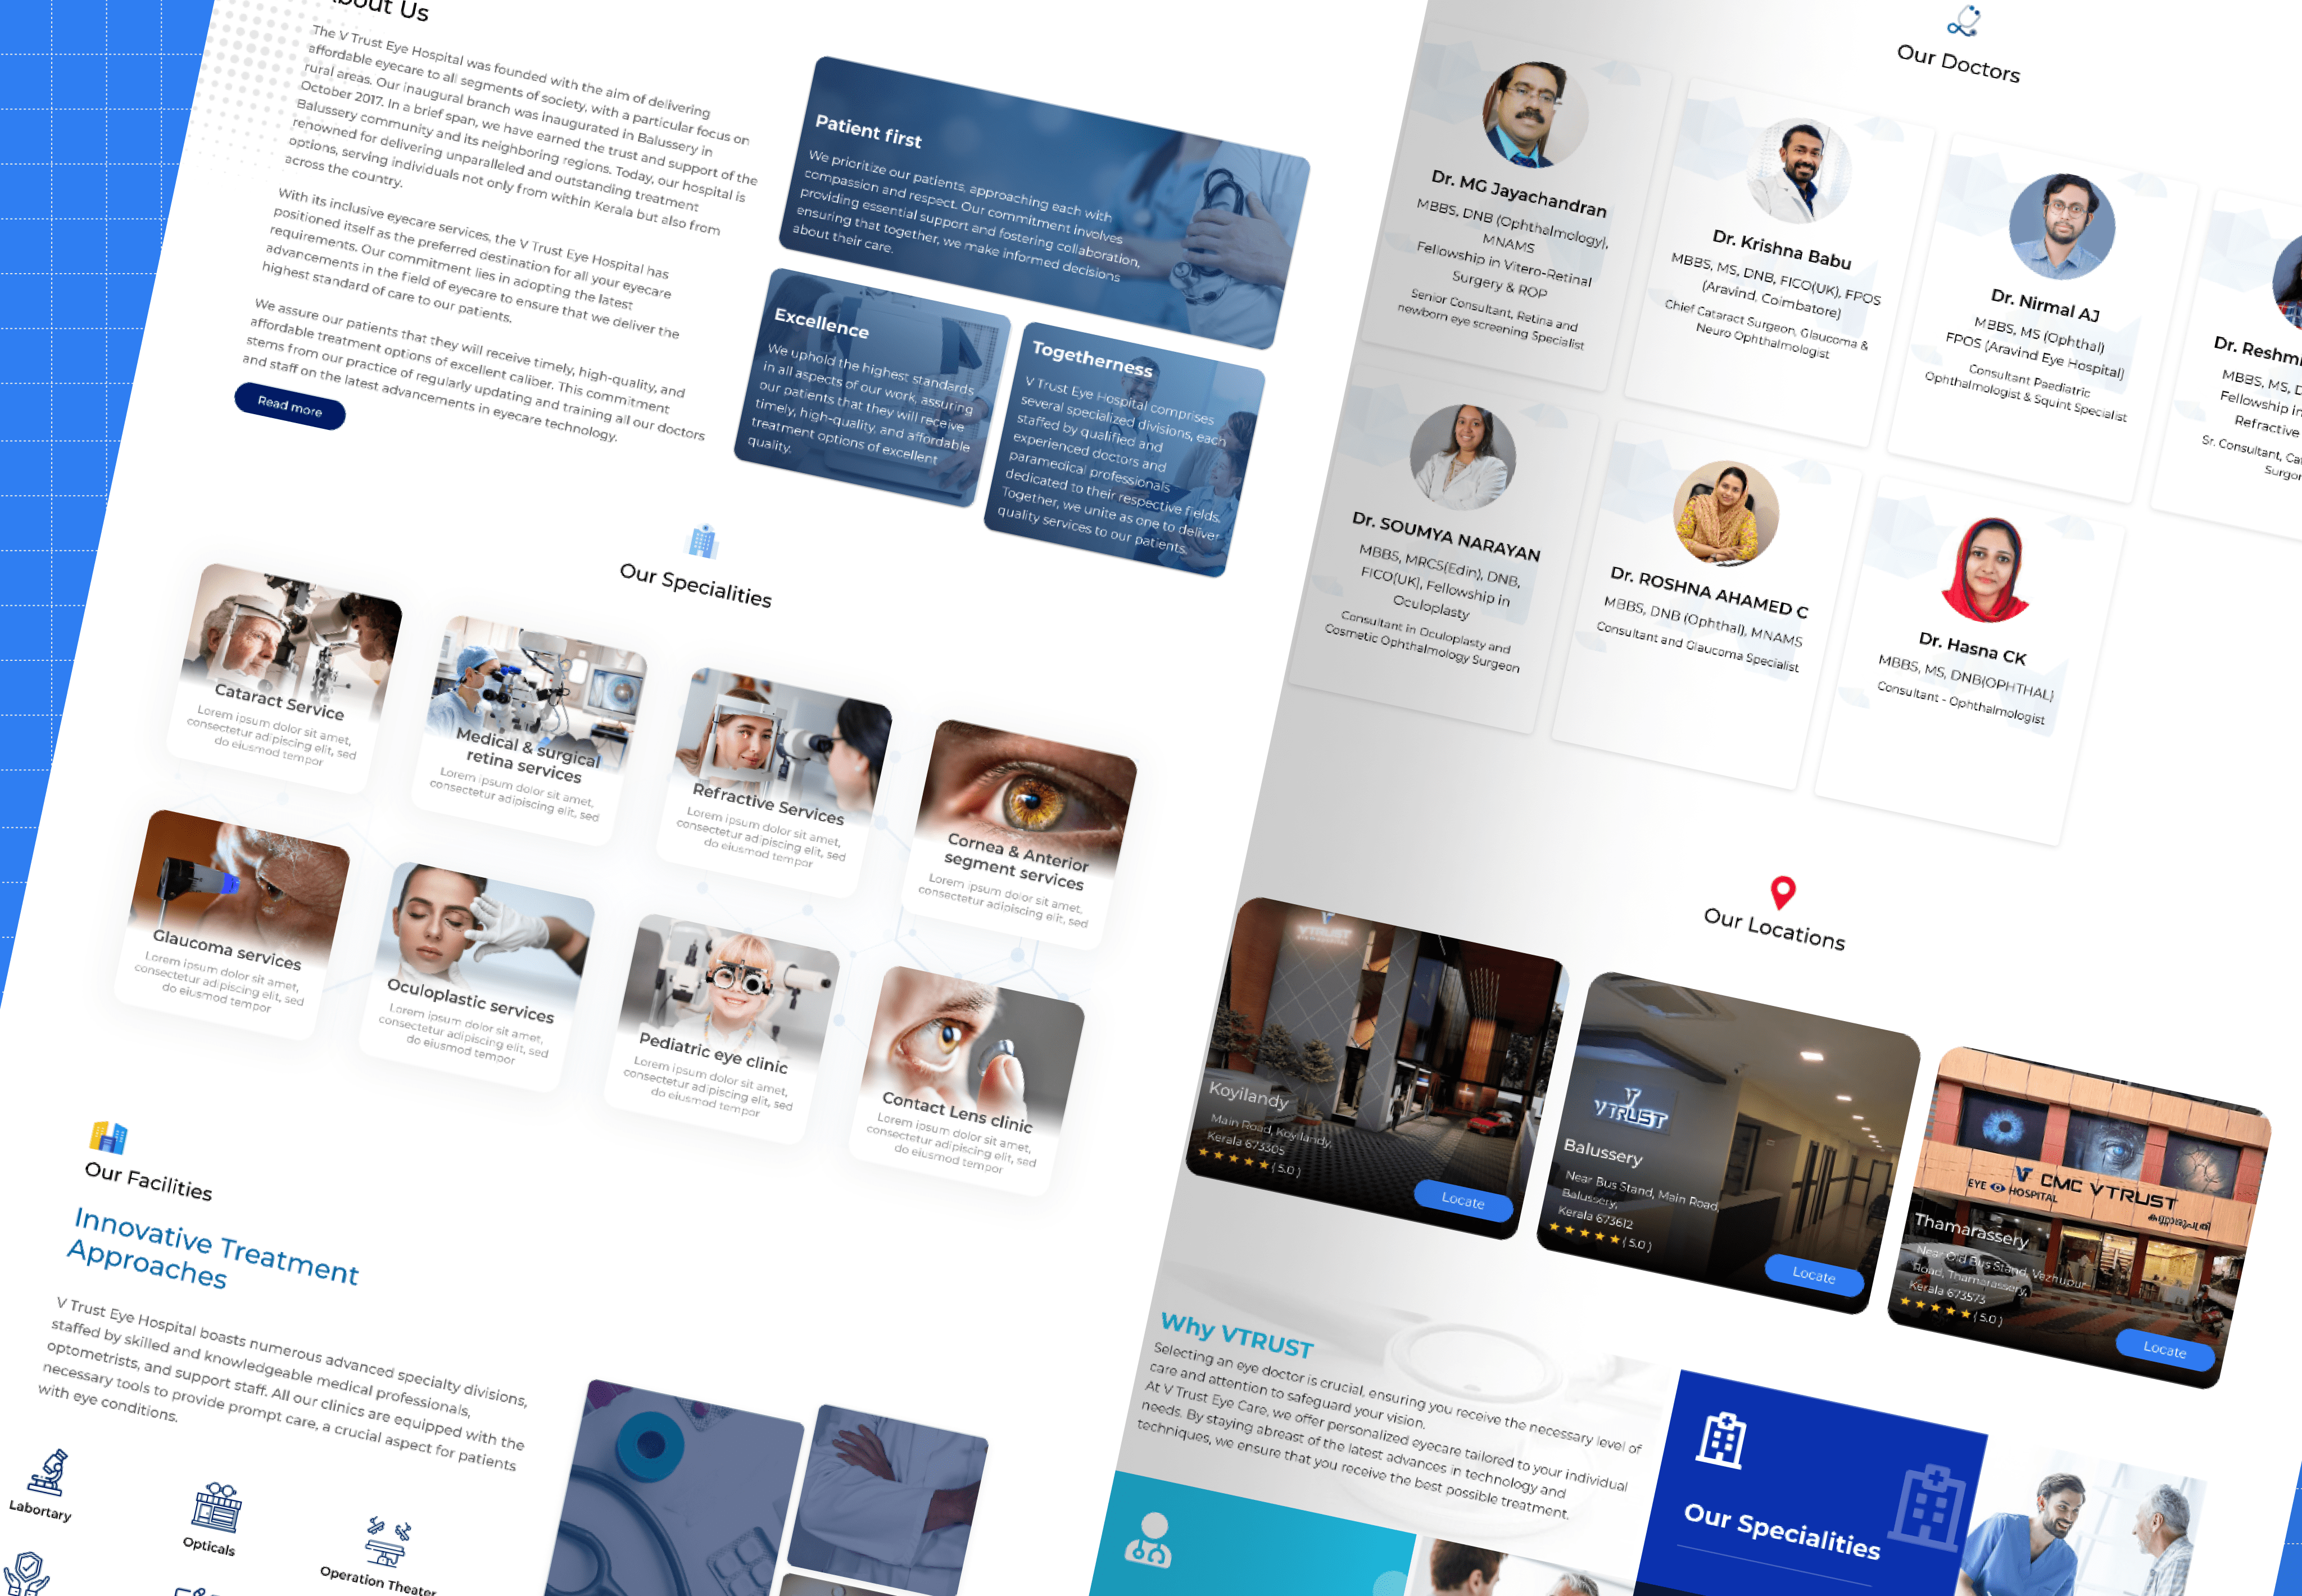 About Us
The V Trust Eye Hospital was founded with the aim of delivering
affordable eyecare to all segments of society, with a particular focus on
rural areas. Our inaugural branch was inaugurated in Balussery in
October 2017. In a brief span, we have earned the trust and support of the
Balussery community and its neighboring regions. Today, our hospital is
renowned for delivering unparalleled and outstanding treatment
options, serving individuals not only from within Kerala but also from
across the country.
With its inclusive eyecare services, the V Trust Eye Hospital has
positioned itself as the preferred destination for all your eyecare
requirements. Our commitment lies in adopting the latest
advancements in the field of eyecare to ensure that we deliver the
highest standard of care to our patients.
We assure our patients that they will receive timely, high-quality, and
affordable treatment options of excellent caliber. This commitment
stems from our practice of regularly updating and training all our doctors
and staff on the latest advancements in eyecare technology.
Read more
Patient first
We prioritize our patients, approaching each with
compassion and respect. Our commitment involves
providing essential support and fostering collaboration,
ensuring that together, we make informed decisions
about their care.
Excellence
We uphold the highest standards
in all aspects of our work, assuring
our patients that they will receive
timely, high-quality, and affordable
treatment options of excellent
quality.
Togetherness
V Trust Eye Hospital comprises
several specialized divisions, each
staffed by qualified and
experienced doctors and
paramedical professionals
dedicated to their respective fields.
Together, we unite as one to deliver
quality services to our patients.
Our Specialities
Cataract Service
Lorem ipsum dolor sit amet,
consectetur adipiscing elit, sed
do eiusmod tempor
Medical & surgical
retina services
Lorem ipsum dolor sit amet,
consectetur adipiscing elit, sed
Refractive Services
Lorem ipsum dolor sit amet,
consectetur adipiscing elit, sed
do eiusmod tempor
Cornea & Anterior
segment services
Lorem ipsum dolor sit amet,
consectetur adipiscing elit, sed
Glaucoma services
Lorem ipsum dolor sit amet,
consectetur adipiscing elit, sed
do eiusmod tempor
Oculoplastic services
Lorem ipsum dolor sit amet,
consectetur adipiscing elit, sed
do eiusmod tempor
Pediatric eye clinic
Lorem ipsum dolor sit amet,
consectetur adipiscing elit, sed
do eiusmod tempor
Contact Lens clinic
Lorem ipsum dolor sit amet,
consectetur adipiscing elit, sed
do eiusmod tempor
Our Facilities
Innovative Treatment
Approaches
V Trust Eye Hospital boasts numerous advanced specialty divisions,
staffed by skilled and knowledgeable medical professionals,
optometrists, and support staff. All our clinics are equipped with the
necessary tools to provide prompt care, a crucial aspect for patients
with eye conditions.
Labortary
Opticals
Operation Theater
Our Doctors
Dr. MG Jayachandran
MBBS, DNB (Ophthalmology),
MNAMS
Fellowship in Vitero-Retinal
Surgery & ROP
Senior Consultant, Retina and
newborn eye screening Specialist
Dr. Krishna Babu
MBBS, MS, DNB, FICO(UK), FPOS
(Aravind, Coimbatore)
Chief Cataract Surgeon, Glaucoma &
Neuro Ophthalmologist
Dr. Nirmal AJ
MBBS, MS (Ophthal)
FPOS (Aravind Eye Hospital)
Consultant Paediatric
Ophthalmologist & Squint Specialist
Dr. Reshmi
MBBS, MS, D
Fellowship in
Refractive
Sr. Consultant, Ca
Surgeo
Dr. SOUMYA NARAYAN
MBBS, MRCS(Edin), DNB,
FICO(UK), Fellowship in
Oculoplasty
Consultant in Oculoplasty and
Cosmetic Ophthalmology Surgeon
Dr. ROSHNA AHAMED C
MBBS, DNB (Ophthal), MNAMS
Consultant and Glaucoma Specialist
Dr. Hasna CK
MBBS, MS, DNB(OPHTHAL)
Consultant - Ophthalmologist
Our Locations
VTRUST
Koyilandy
Main Road, Koyilandy,
Kerala 673305
(5.0)
Locate
VTRUST
Balussery
Near Bus Stand, Main Road,
Balussery,
Kerala 673612
(5.0)
Locate
CMC VTRUST
EYE HOSPITAL
കണ്ണാശുപത്രി
Thamarassery
Near Old Bus Stand, Vezhupur
Road, Thamarassery,
Kerala 673573
(5.0)
Locate
Why VTRUST
Selecting an eye doctor is crucial, ensuring you receive the necessary level of
care and attention to safeguard your vision.
At V Trust Eye Care, we offer personalized eyecare tailored to your individual
needs. By staying abreast of the latest advances in technology and
techniques, we ensure that you receive the best possible treatment.
Our Specialities